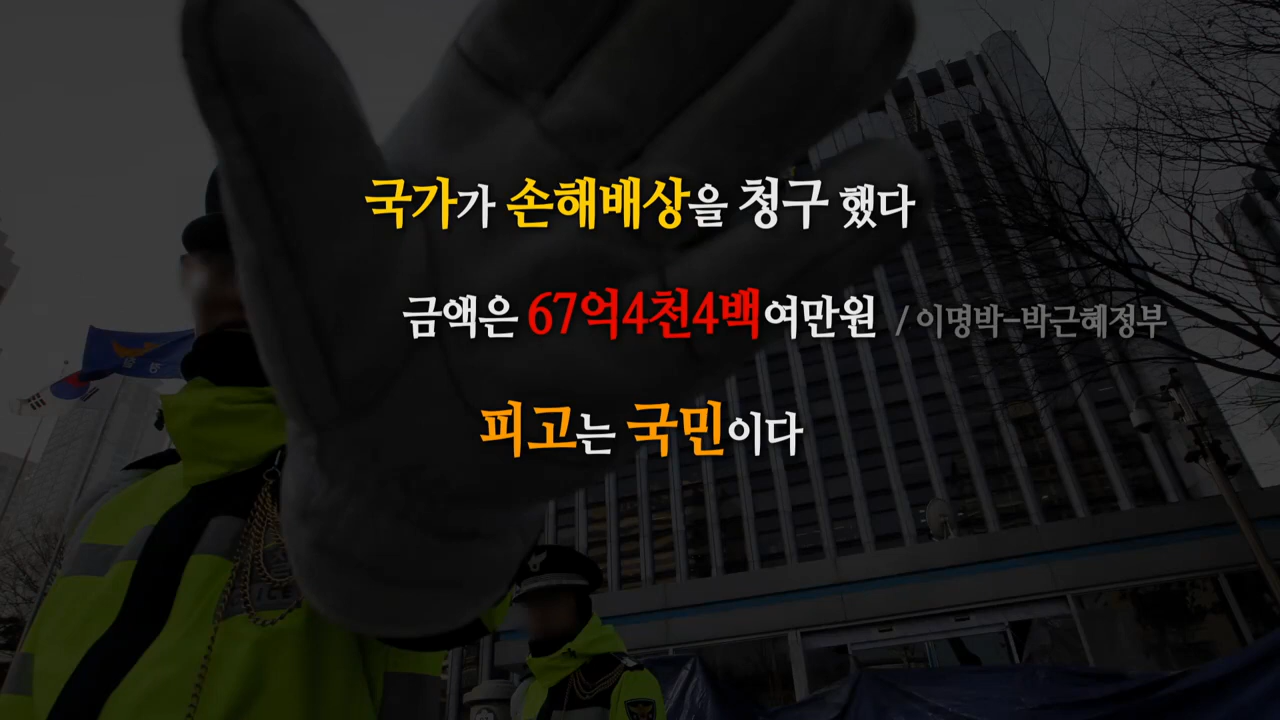 국가가 손해배상을 청구 했다
금액은 67억4천4백여만원 / 이명박-박근혜정부
피고는 국민이다